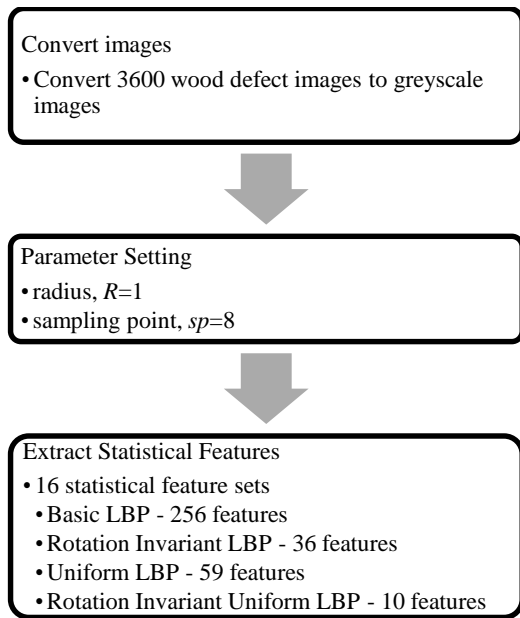 Convert images
• Convert 3600 wood defect images to greyscale
images
Parameter Setting
• radius, R=1
• sampling point, sp=8
Extract Statistical Features
• 16 statistical feature sets
• Basic LBP - 256 features
• Rotation Invariant LBP - 36 features
• Uniform LBP - 59 features
• Rotation Invariant Uniform LBP - 10 features